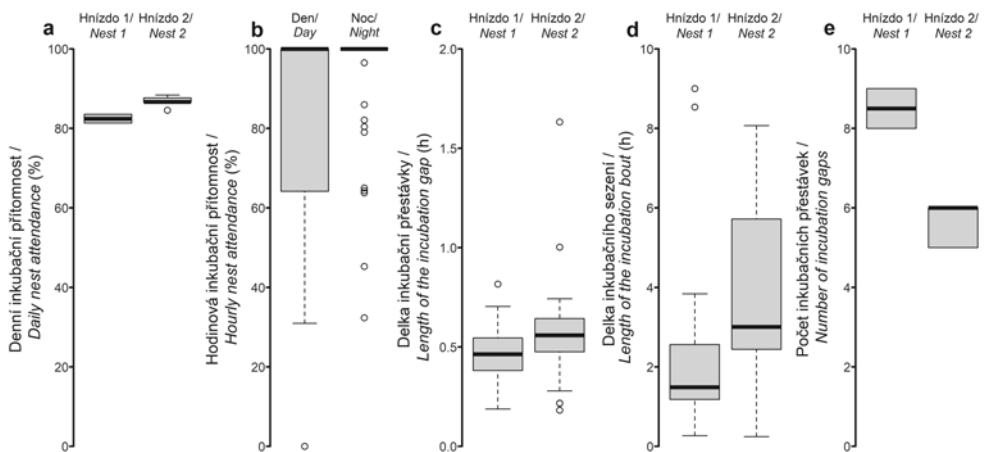 a
Hnízdo 1/ Hnízdo 2/
Nest 1 Nest 2
Denní inkubační přítomnost /
Daily nest attendance (%)
100
80
60
40
20
0
b
Den/ Noc/
Day Night
Hodinová inkubační přítomnost /
Hourly nest attendance (%)
100
80
60
40
20
0
c
Hnízdo 1/ Hnízdo 2/
Nest 1 Nest 2
Delka inkubační přestávky /
Length of the incubation gap (h)
2.0
1.5
1.0
0.5
0.0
d
Hnízdo 1/ Hnízdo 2/
Nest 1 Nest 2
Delka inkubačního sezení /
Length of the incubation bout (h)
10
8
6
4
2
0
e
Hnízdo 1/ Hnízdo 2/
Nest 1 Nest 2
Počet inkubačních přestávek /
Number of incubation gaps
10
8
6
4
2
0